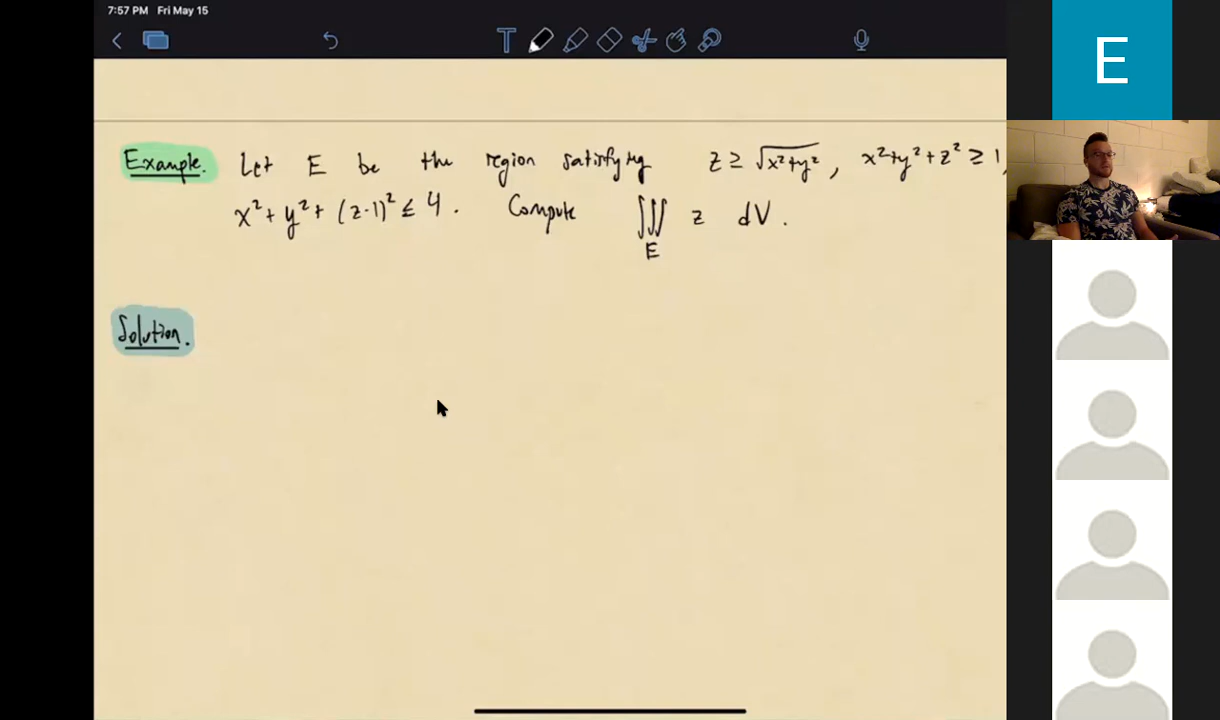 7:57 PM Fri May 15
T
E
Example. Let E be the region satisfying z ≥ √x²+y², x²+y²+z² ≥ 1,
x²+y²+(z-1)² ≤ 4. Compute ∭ z dV.
E
Solution.